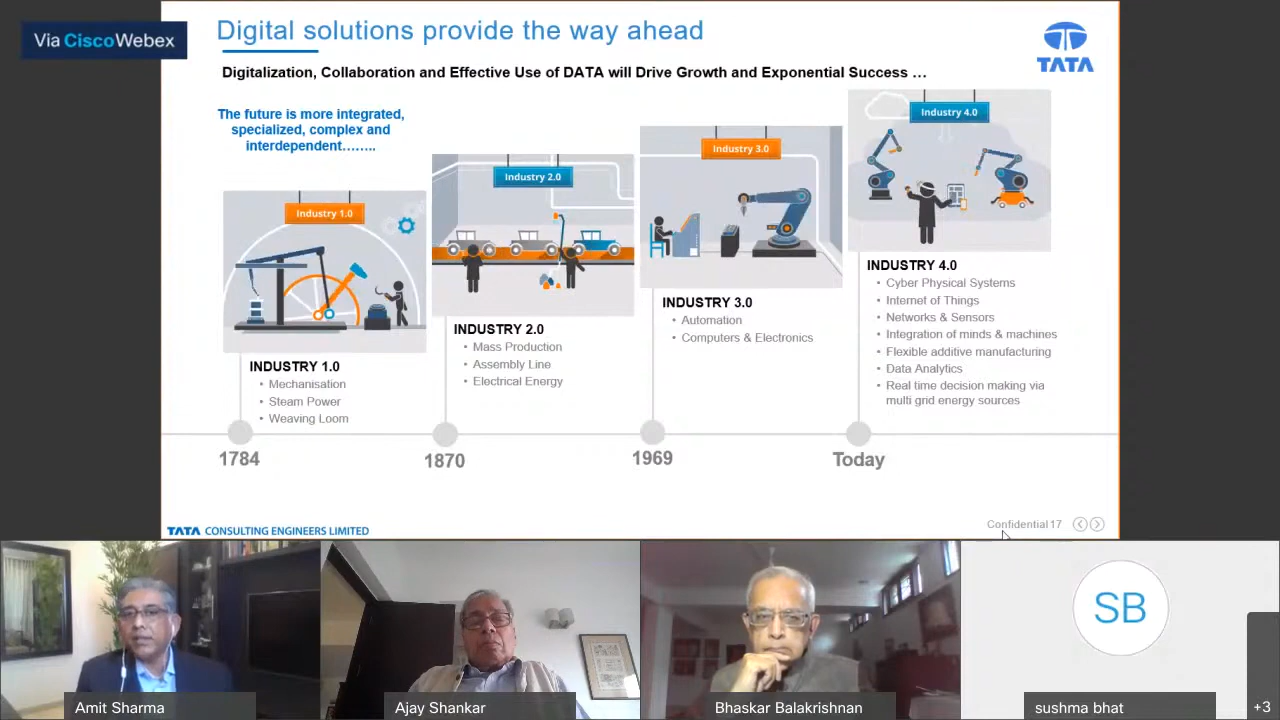 Via CiscoWebex
Digital solutions provide the way ahead
TATA
Digitalization, Collaboration and Effective Use of DATA will Drive Growth and Exponential Success …
The future is more integrated,
specialized, complex and
interdependent……..
Industry 1.0
Industry 2.0
Industry 3.0
Industry 4.0
INDUSTRY 1.0
• Mechanisation
• Steam Power
• Weaving Loom
INDUSTRY 2.0
• Mass Production
• Assembly Line
• Electrical Energy
INDUSTRY 3.0
• Automation
• Computers & Electronics
INDUSTRY 4.0
• Cyber Physical Systems
• Internet of Things
• Networks & Sensors
• Integration of minds & machines
• Flexible additive manufacturing
• Data Analytics
• Real time decision making via
multi grid energy sources
1784
1870
1969
Today
TATA CONSULTING ENGINEERS LIMITED
Confidential 17
SB
Amit Sharma
Ajay Shankar
Bhaskar Balakrishnan
sushma bhat
+3